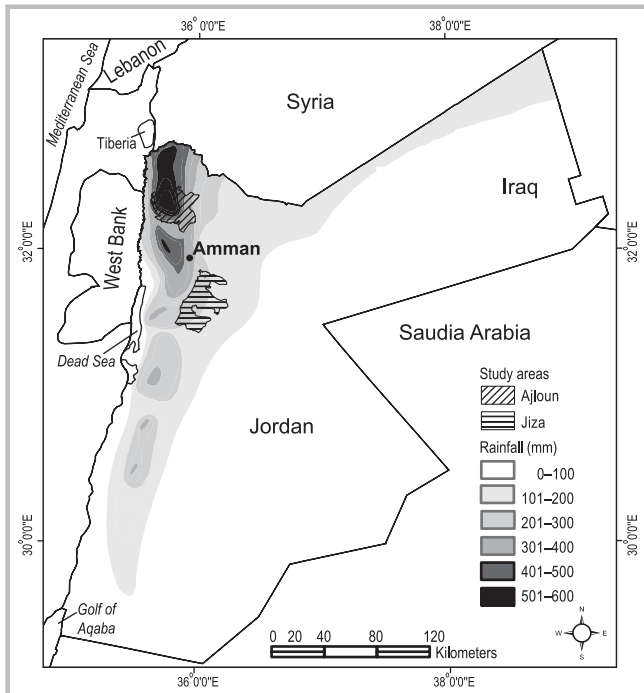 36°0'0"E 38°0'0"E
Mediterranean Sea
Lebanon
Syria
Tiberia
Iraq
32°0'0"E
32°0'0"E
West Bank
Amman
Dead Sea
Saudia Arabia
Jordan
Study areas
Ajloun
Jiza
Rainfall (mm)
0–100
101–200
201–300
301–400
401–500
501–600
30°0'0"E
30°0'0"E
Golf of
Aqaba
0 20 40 80 120
Kilometers
N
W E
S
36°0'0"E 38°0'0"E